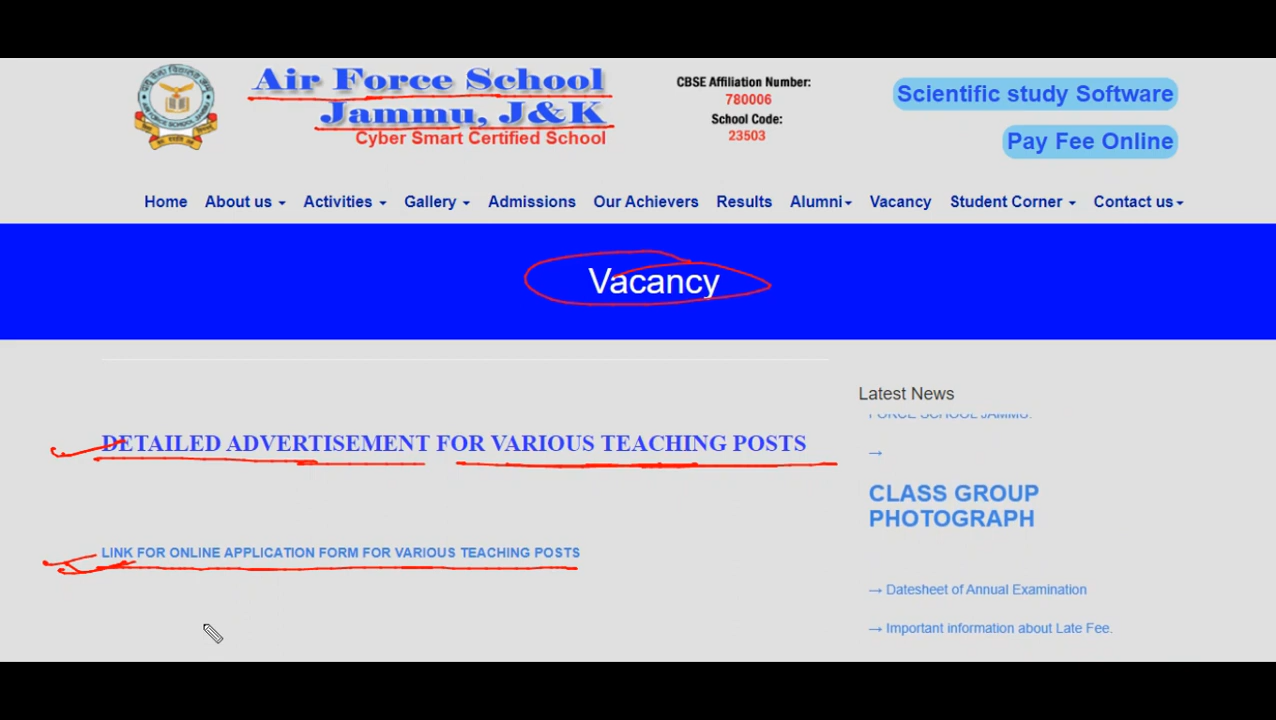 Air Force School
Jammu, J&K
Cyber Smart Certified School
CBSE Affiliation Number:
780006
School Code:
23503
Scientific study Software
Pay Fee Online
Home About us Activities Gallery Admissions Our Achievers Results Alumni Vacancy Student Corner Contact us
Vacancy
DETAILED ADVERTISEMENT FOR VARIOUS TEACHING POSTS
LINK FOR ONLINE APPLICATION FORM FOR VARIOUS TEACHING POSTS
Latest News
FORCE SCHOOL JAMMU.
→
CLASS GROUP
PHOTOGRAPH
→ Datesheet of Annual Examination
→ Important information about Late Fee.